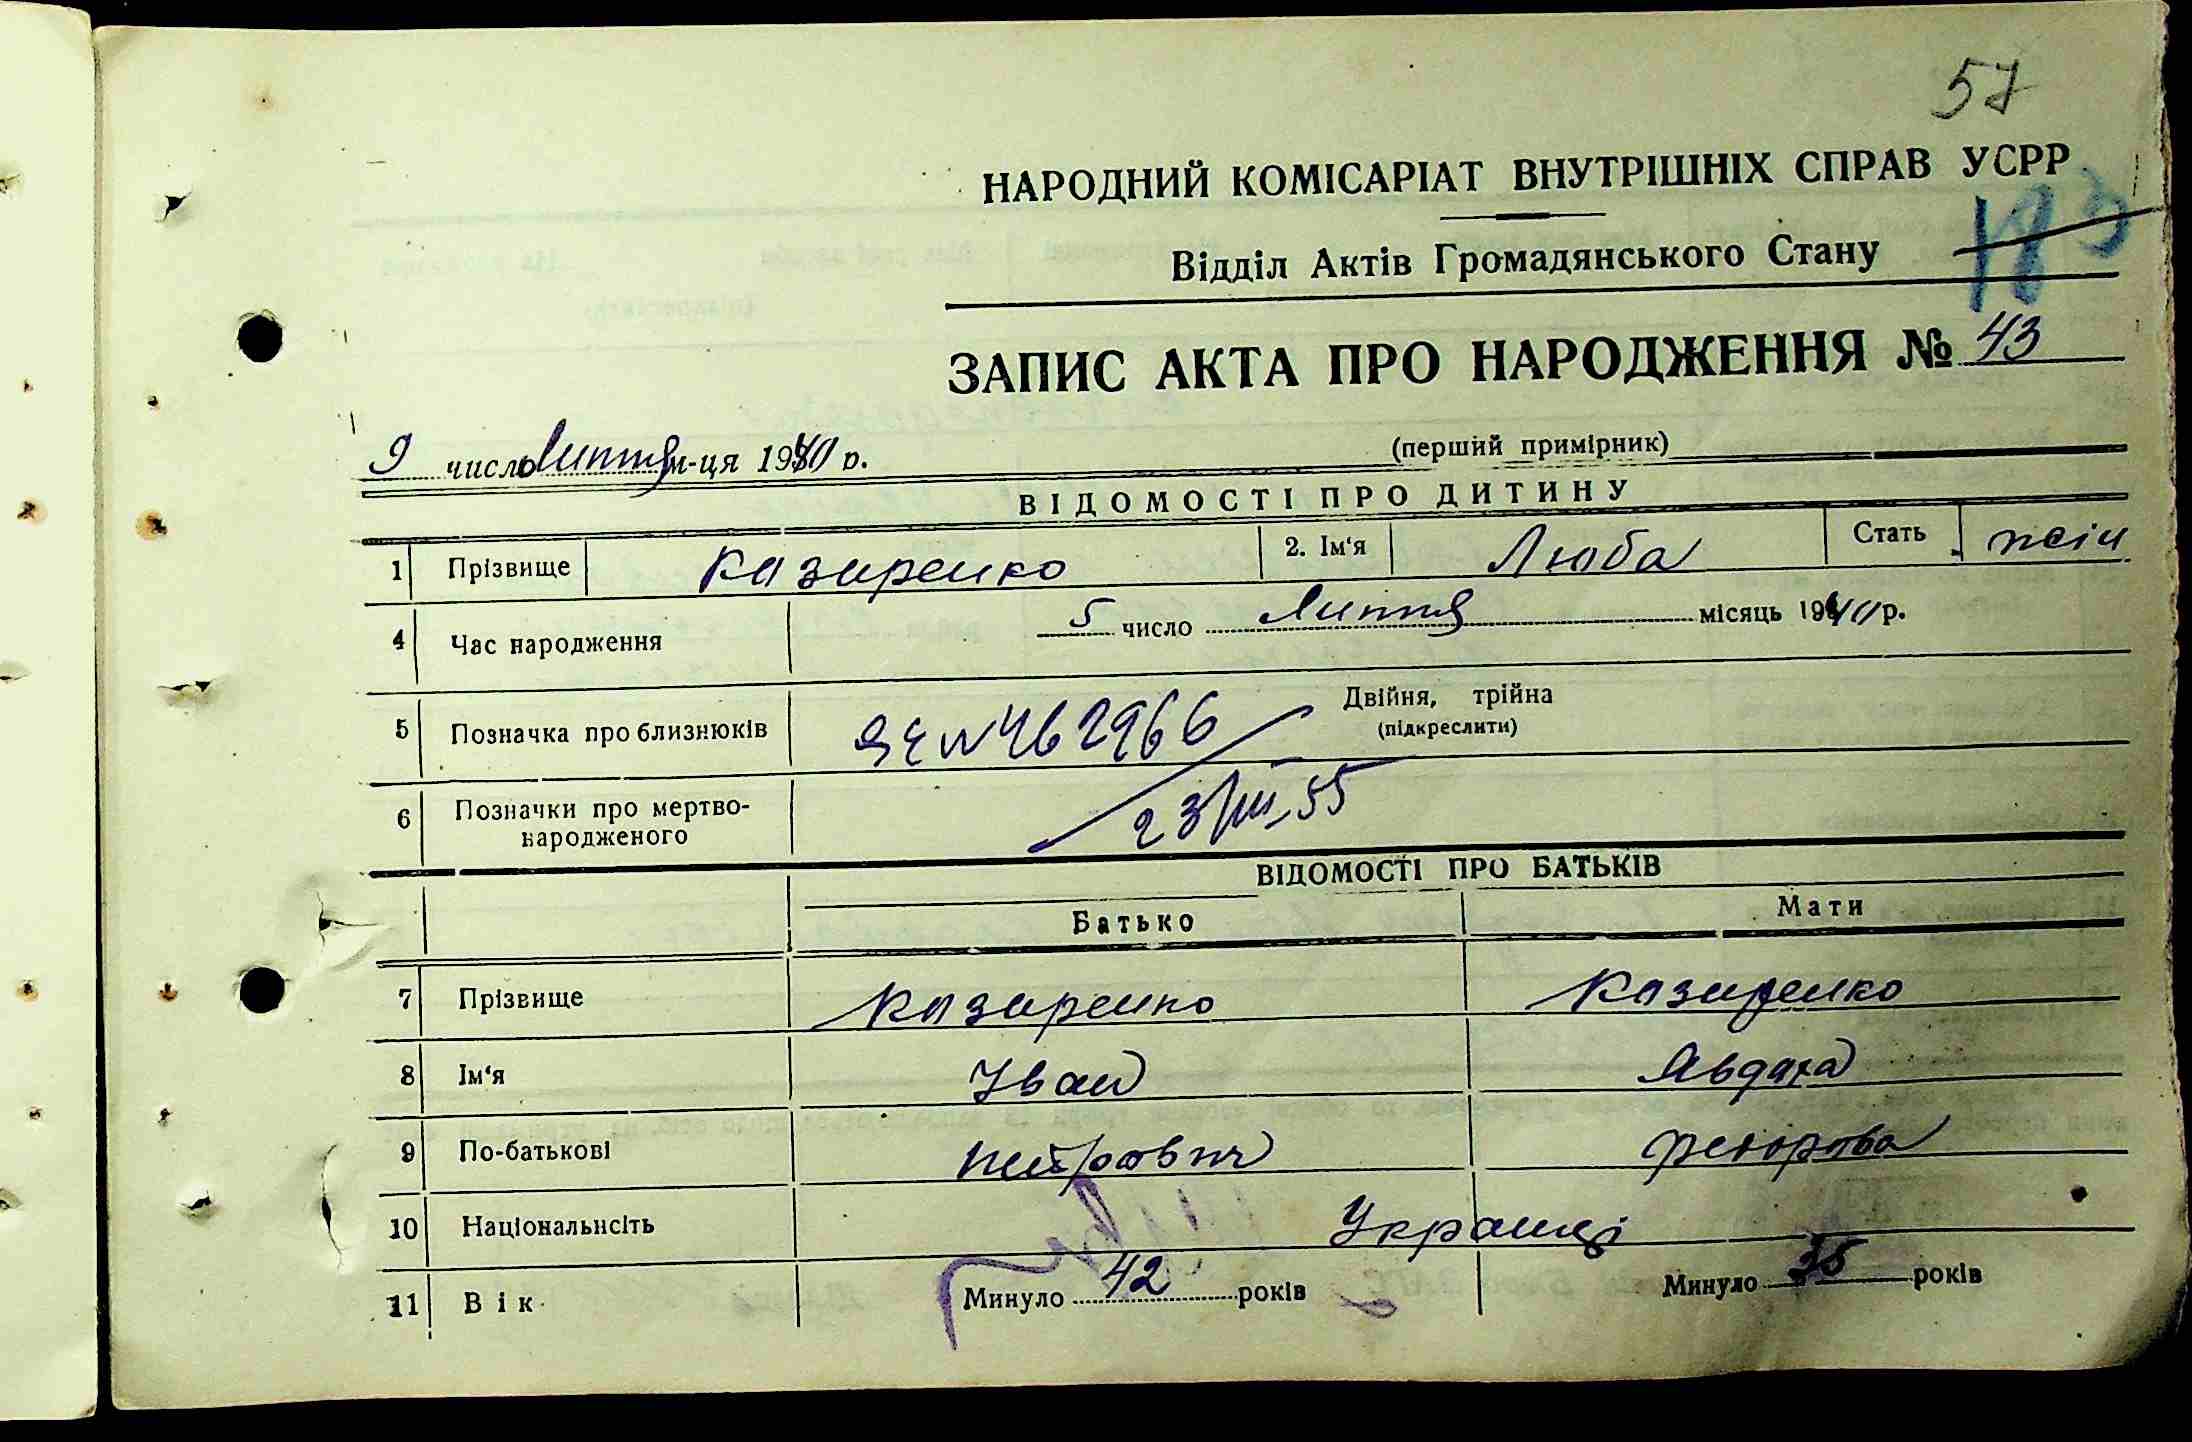 57
НАРОДНИЙ КОМІСАРІАТ ВНУТРІШНІХ СПРАВ УСРР
Відділ Актів Громадянського Стану
ЗАПИС АКТА ПРО НАРОДЖЕННЯ № 43
9 число Липня м-ця 1940 р. (перший примірник)
ВІДОМОСТІ ПРО ДИТИНУ
1 Прізвище Казиренко 2. Ім‘я Люба Стать жін
4 Час народження 5 число Липня місяць 1940 р.
5 Позначка про близнюків Двійня, трійна
(підкреслити)
6 Позначки про мертво-
народженого 23/III-55
ВІДОМОСТІ ПРО БАТЬКІВ
Батько Мати
7 Прізвище Казиренко Казиренко
8 Ім‘я Іван Явдаха
9 По-батькові Петрович
10 Національнсіть Українці
11 Вік Минуло 42 років Минуло 35 років